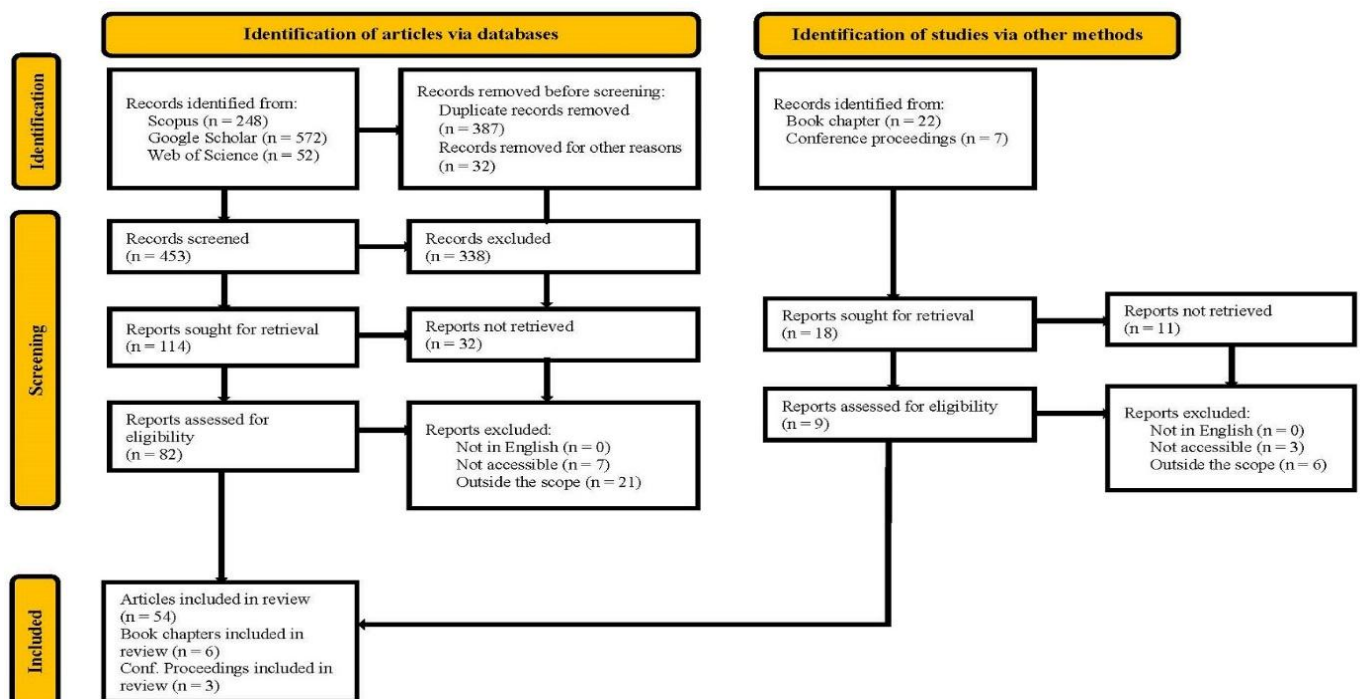 Identification of articles via databases
Identification of studies via other methods
Identification
Records identified from:
Scopus (n = 248)
Google Scholar (n = 572)
Web of Science (n = 52)
Records removed before screening:
Duplicate records removed
(n = 387)
Records removed for other reasons
(n = 32)
Records identified from:
Book chapter (n = 22)
Conference proceedings (n = 7)
Screening
Records screened
(n = 453)
Records excluded
(n = 338)
Reports sought for retrieval
(n = 114)
Reports not retrieved
(n = 32)
Reports sought for retrieval
(n = 18)
Reports not retrieved
(n = 11)
Reports assessed for
eligibility
(n = 82)
Reports excluded:
Not in English (n = 0)
Not accessible (n = 7)
Outside the scope (n = 21)
Reports assessed for eligibility
(n = 9)
Reports excluded:
Not in English (n = 0)
Not accessible (n = 3)
Outside the scope (n = 6)
Included
Articles included in review
(n = 54)
Book chapters included in
review (n = 6)
Conf. Proceedings included in
review (n = 3)